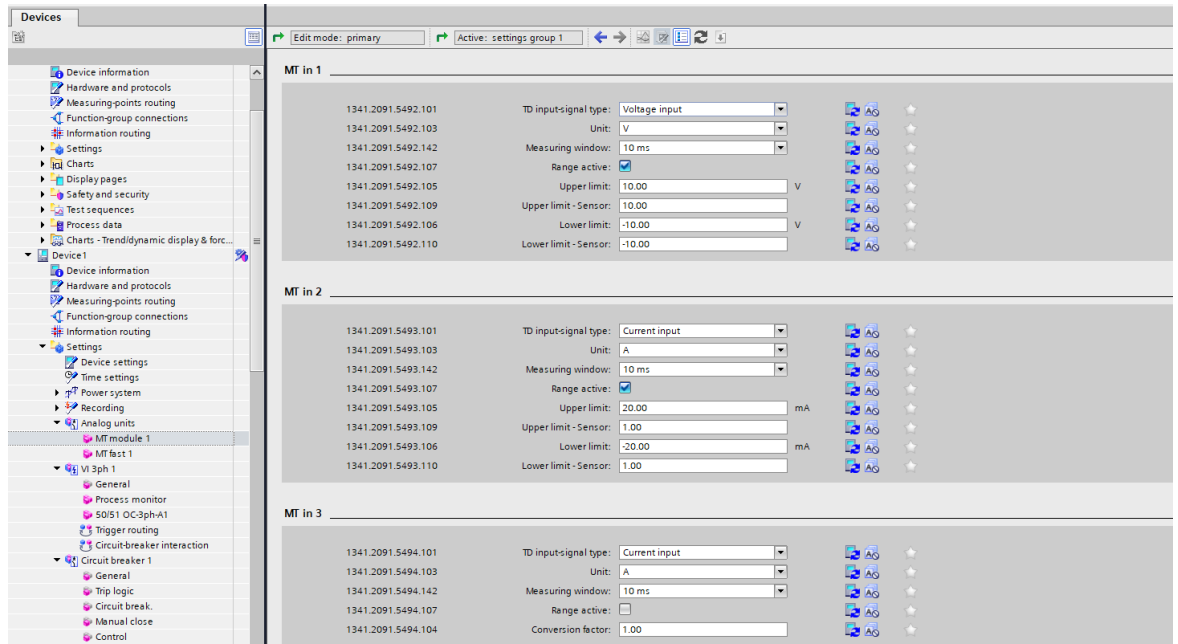 Devices
Edit mode: primary
Active: settings group 1
Device information
Hardware and protocols
Measuring-points routing
Function-group connections
Information routing
Settings
Charts
Display pages
Safety and security
Test sequences
Process data
Charts - Trend/dynamic display & forc...
Device1
Device information
Hardware and protocols
Measuring-points routing
Function-group connections
Information routing
Settings
Device settings
Time settings
Power system
Recording
Analog units
MT module 1
MT fast 1
VI 3ph 1
General
Process monitor
50/51 OC-3ph-A1
Trigger routing
Circuit-breaker interaction
Circuit breaker 1
General
Trip logic
Circuit break.
Manual close
Control
MT in 1
1341.2091.5492.101 TD input-signal type: Voltage input
1341.2091.5492.103 Unit: V
1341.2091.5492.142 Measuring window: 10 ms
1341.2091.5492.107 Range active:
1341.2091.5492.105 Upper limit: 10.00 V
1341.2091.5492.109 Upper limit - Sensor: 10.00
1341.2091.5492.106 Lower limit: -10.00 V
1341.2091.5492.110 Lower limit - Sensor: -10.00
MT in 2
1341.2091.5493.101 TD input-signal type: Current input
1341.2091.5493.103 Unit: A
1341.2091.5493.142 Measuring window: 10 ms
1341.2091.5493.107 Range active:
1341.2091.5493.105 Upper limit: 20.00 mA
1341.2091.5493.109 Upper limit - Sensor: 1.00
1341.2091.5493.106 Lower limit: -20.00 mA
1341.2091.5493.110 Lower limit - Sensor: 1.00
MT in 3
1341.2091.5494.101 TD input-signal type: Current input
1341.2091.5494.103 Unit: A
1341.2091.5494.142 Measuring window: 10 ms
1341.2091.5494.107 Range active:
1341.2091.5494.104 Conversion factor: 1.00